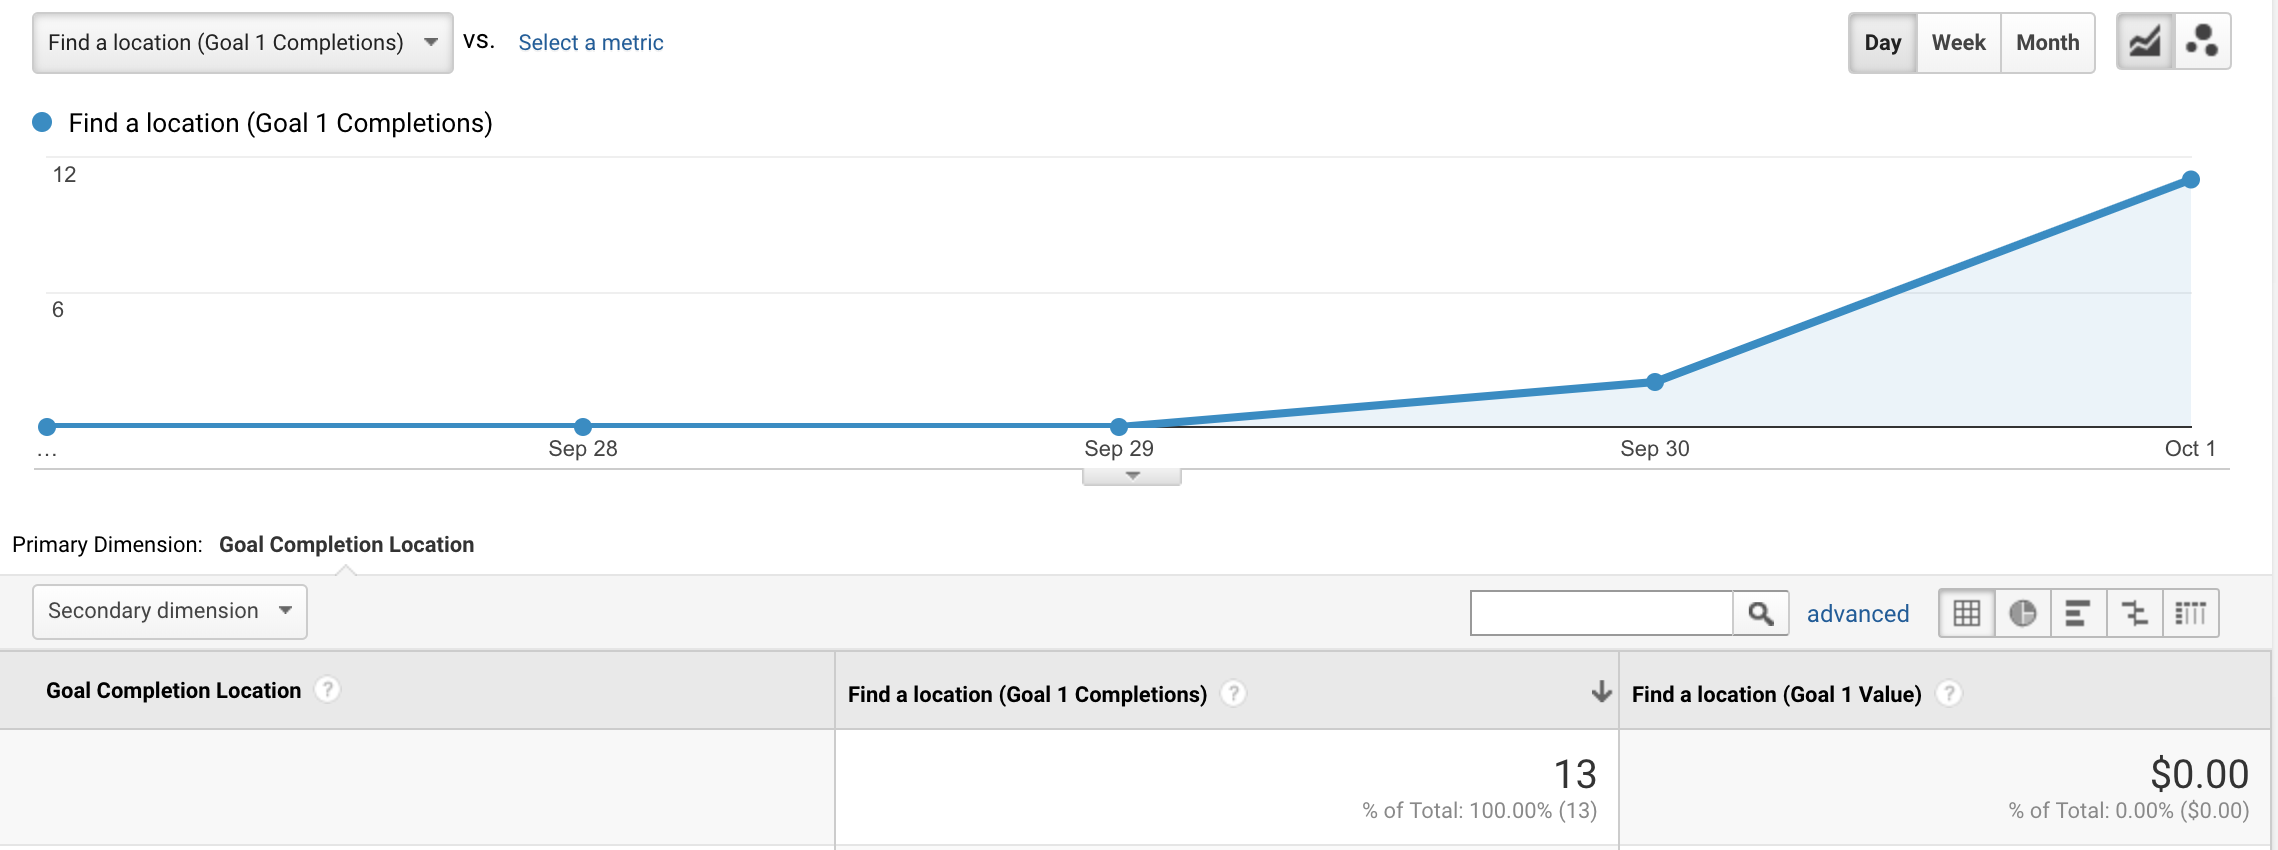 Find a location (Goal 1 Completions) vs. Select a metric Day Week Month
Find a location (Goal 1 Completions)
12
6
... Sep 28 Sep 29 Sep 30 Oct 1
Primary Dimension: Goal Completion Location
Secondary dimension advanced
Goal Completion Location ? Find a location (Goal 1 Completions) ? Find a location (Goal 1 Value) ?
13 $0.00
% of Total: 100.00% (13) % of Total: 0.00% ($0.00)